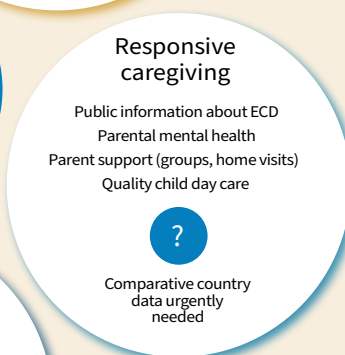 Responsive
caregiving
Public information about ECD
Parental mental health
Parent support (groups, home visits)
Quality child day care
?
Comparative country
data urgently
needed